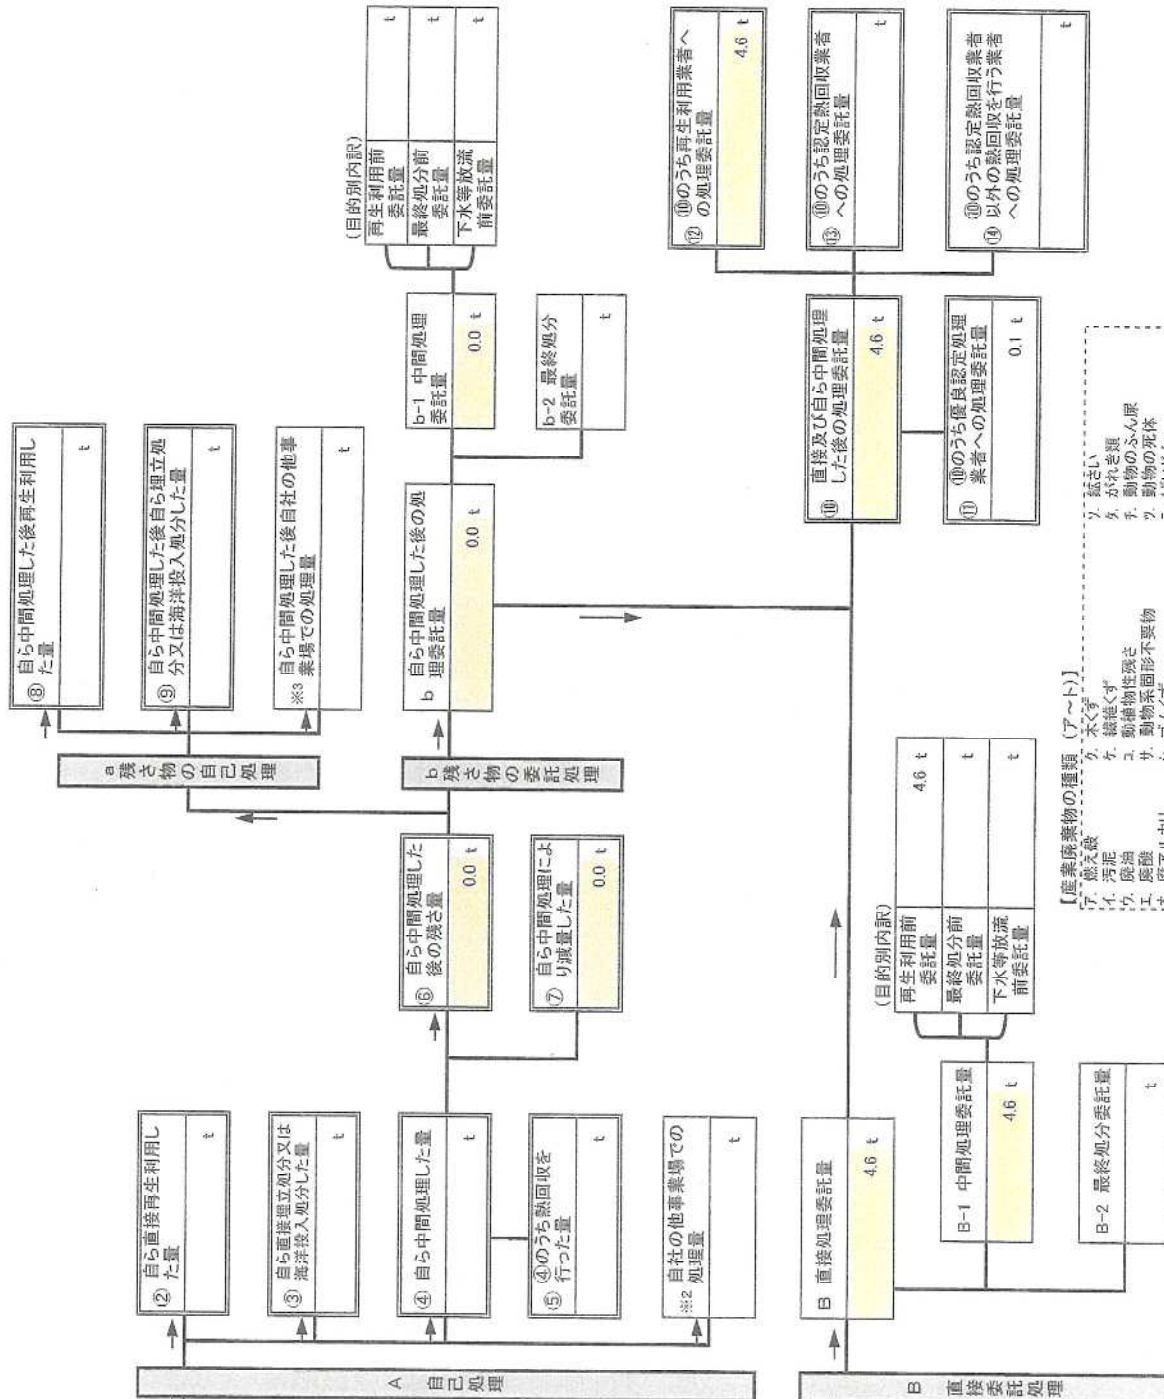 A 自己処理
② 自ら直接再生利用し
た量
t
③ 自ら直接埋立処分又は
海洋投入処分した量
t
④ 自ら中間処理した量
t
⑤ ④のうち熱回収を
行った量
t
※2 自社の他事業場での
処理量
t
⑥ 自ら中間処理した
後の残さ量
0.0 t
⑦ 自ら中間処理によ
り減量した量
0.0 t
a 残さ物の自己処理
⑧ 自ら中間処理した後再生利用し
た量
t
⑨ 自ら中間処理した後自ら埋立処
分又は海洋投入処分した量
t
※3 自ら中間処理した後自社の他事
業場での処理量
t
b 残さ物の委託処理
b 自ら中間処理した後の処
理委託量
0.0 t
b-1 中間処理
委託量
0.0 t
b-2 最終処分
委託量
t
(目的別内訳)
再生利用前
委託量
t
最終処分前
委託量
t
下水等放流
前委託量
t
B 直接委託処理
B 直接処理委託量
4.6 t
B-1 中間処理委託量
4.6 t
B-2 最終処分委託量
t
(目的別内訳)
再生利用前
委託量
4.6 t
最終処分前
委託量
t
下水等放流
前委託量
t
⑩ 直接及び自ら中間処理
した後の処理委託量
4.6 t
⑪ ⑩のうち優良認定処理
業者への処理委託量
0.1 t
⑫ ⑩のうち再生利用業者へ
の処理委託量
4.6 t
⑬ ⑩のうち認定熱回収業者
への処理委託量
t
⑭ ⑩のうち認定熱回収業者
以外の熱回収を行う業者
への処理委託量
t
【産業廃棄物の種類(ア～ト)】
ア. 燃え殻
イ. 汚泥
ウ. 廃油
エ. 廃酸
ク. 木くず
ケ. 繊維くず
コ. 動植物性残さ
サ. 動物系固形不要物
ソ. 鉱さい
タ. がれき類
チ. 動物のふん尿
ツ. 動物の死体